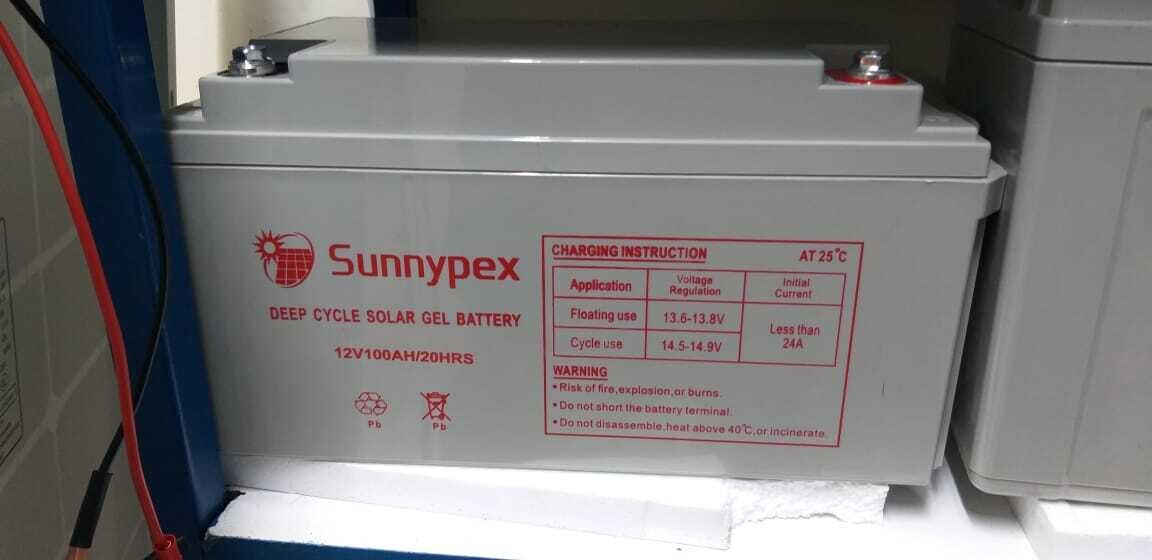 Sunnypex
DEEP CYCLE SOLAR GEL BATTERY
12V100AH/20HRS
Pb
Pb
CHARGING INSTRUCTION AT 25℃
Application Voltage Regulation Initial Current
Floating use 13.6-13.8V Less than 24A
Cycle use 14.5-14.9V
WARNING
•Risk of fire,explosion,or burns.
•Do not short the battery terminal.
•Do not disassemble,heat above 40℃,or incinerate.